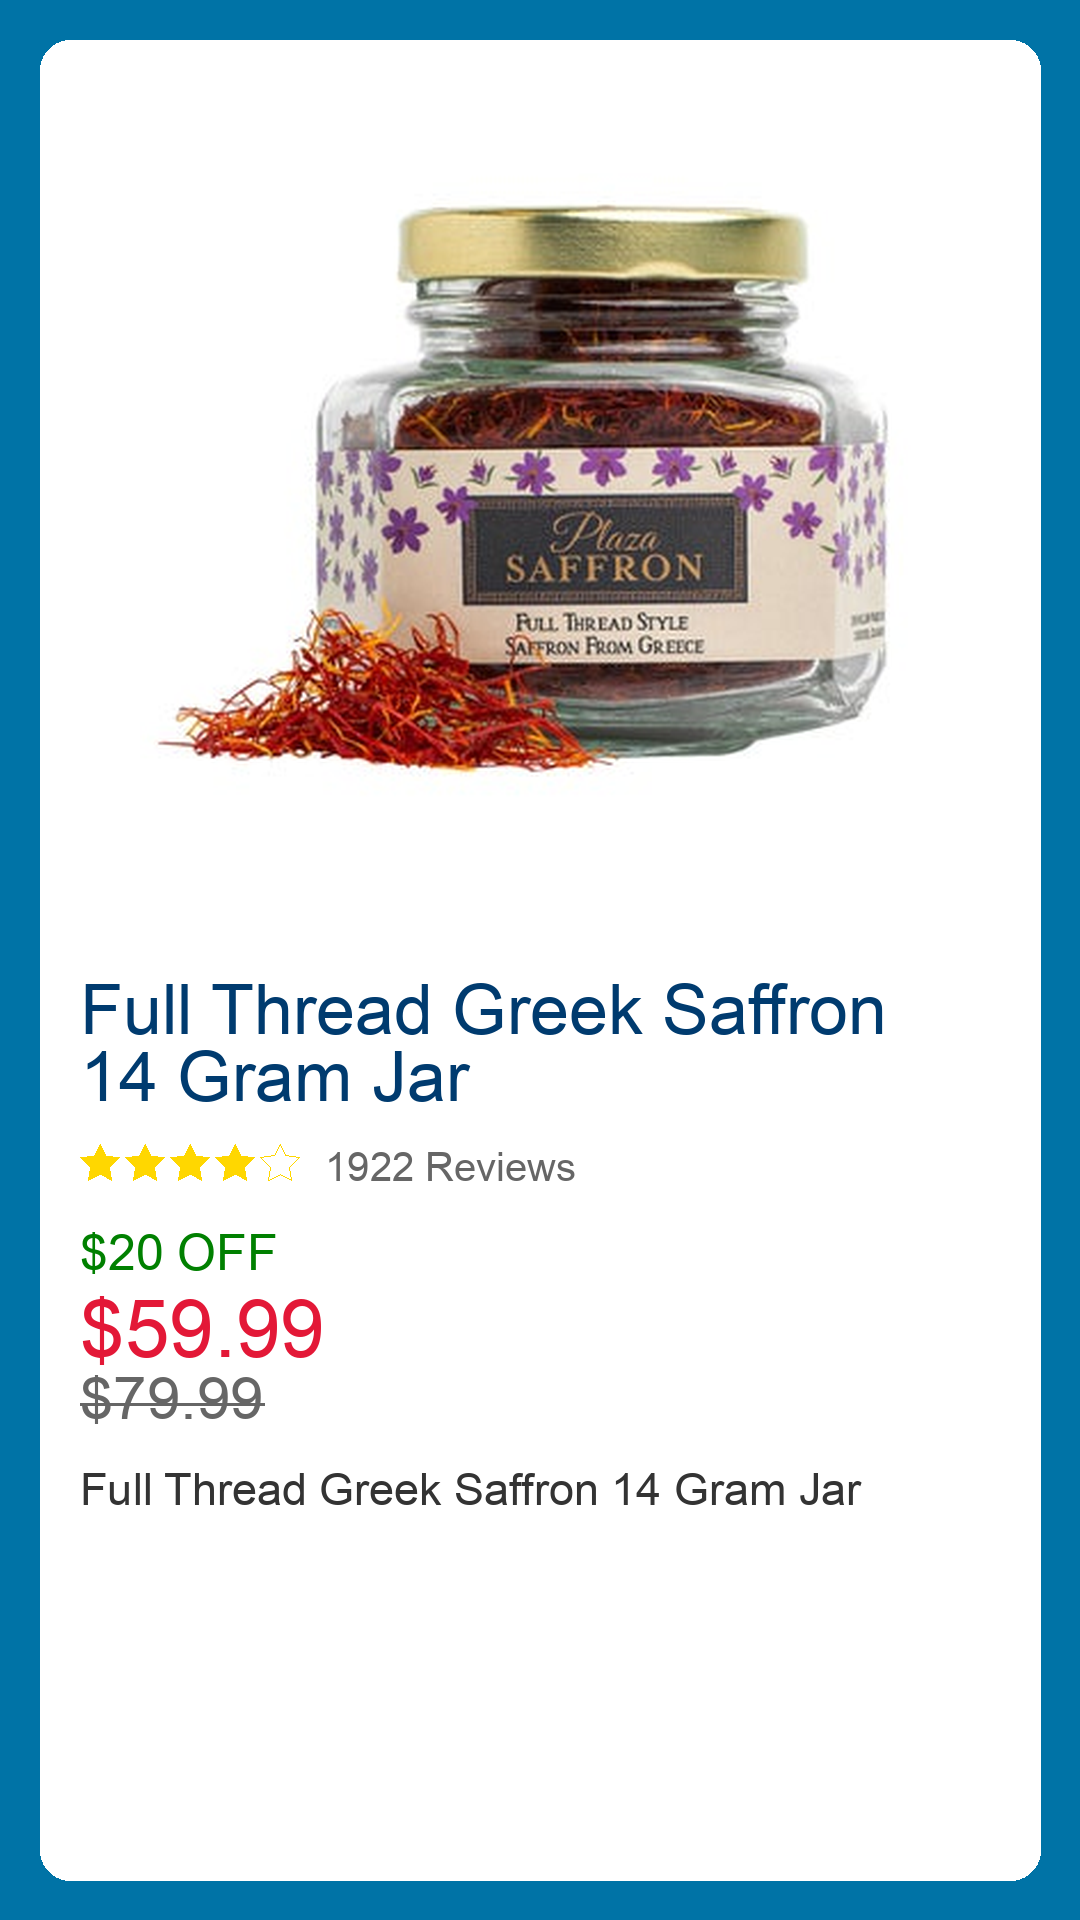 Plaza
SAFFRON
FULL THREAD STYLE
SAFFRON FROM GREECE
Full Thread Greek Saffron
14 Gram Jar
1922 Reviews
$20 OFF
$59.99
$79.99
Full Thread Greek Saffron 14 Gram Jar